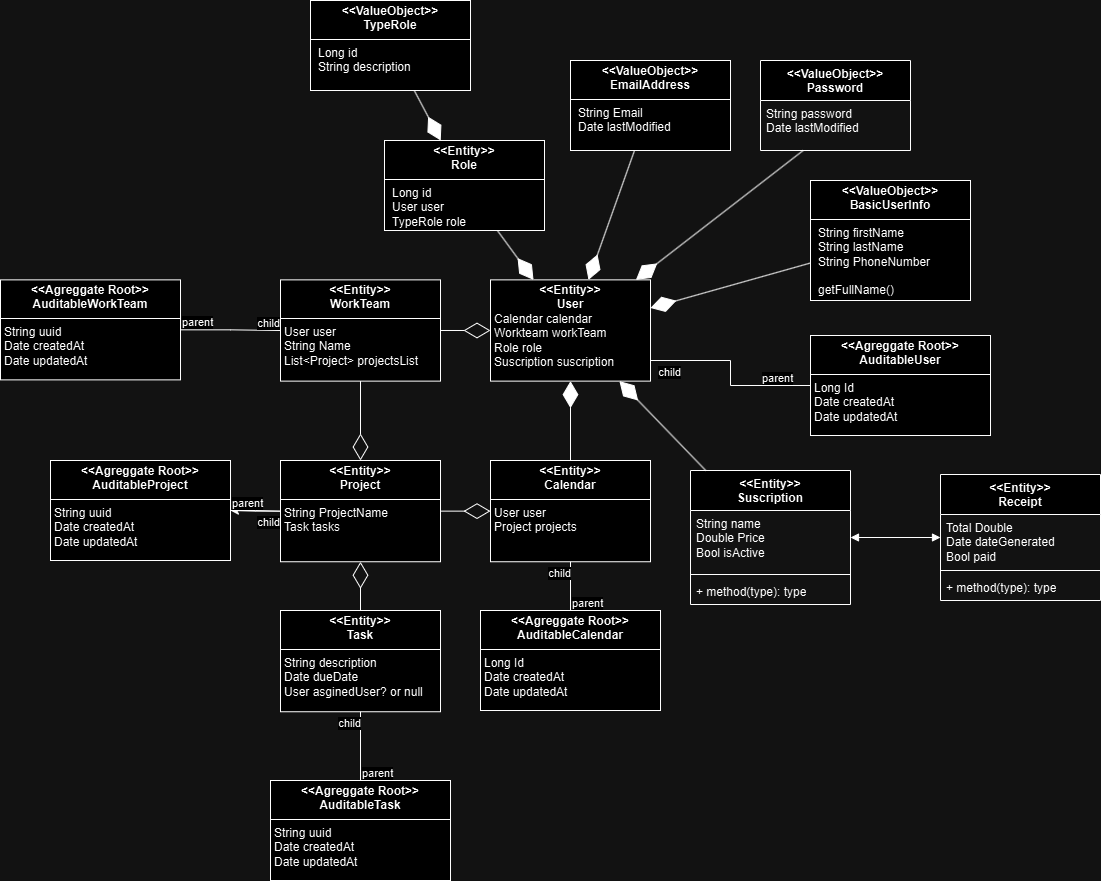 <<ValueObject>>
TypeRole
Long id
String description
<<ValueObject>>
EmailAddress
String Email
Date lastModified
<<ValueObject>>
Password
String password
Date lastModified
<<Entity>>
Role
Long id
User user
TypeRole role
<<ValueObject>>
BasicUserInfo
String firstName
String lastName
String PhoneNumber
getFullName()
<<Agreggate Root>>
AuditableWorkTeam
String uuid
Date createdAt
Date updatedAt
parent
child
<<Entity>>
WorkTeam
User user
String Name
List<Project> projectsList
<<Entity>>
User
Calendar calendar
Workteam workTeam
Role role
Suscription suscription
child
parent
<<Agreggate Root>>
AuditableUser
Long Id
Date createdAt
Date updatedAt
<<Agreggate Root>>
AuditableProject
String uuid
Date createdAt
Date updatedAt
parent
child
<<Entity>>
Project
String ProjectName
Task tasks
<<Entity>>
Calendar
User user
Project projects
<<Entity>>
Suscription
String name
Double Price
Bool isActive
+ method(type): type
<<Entity>>
Receipt
Total Double
Date dateGenerated
Bool paid
+ method(type): type
child
parent
<<Entity>>
Task
String description
Date dueDate
User asginedUser? or null
<<Agreggate Root>>
AuditableCalendar
Long Id
Date createdAt
Date updatedAt
child
parent
<<Agreggate Root>>
AuditableTask
String uuid
Date createdAt
Date updatedAt